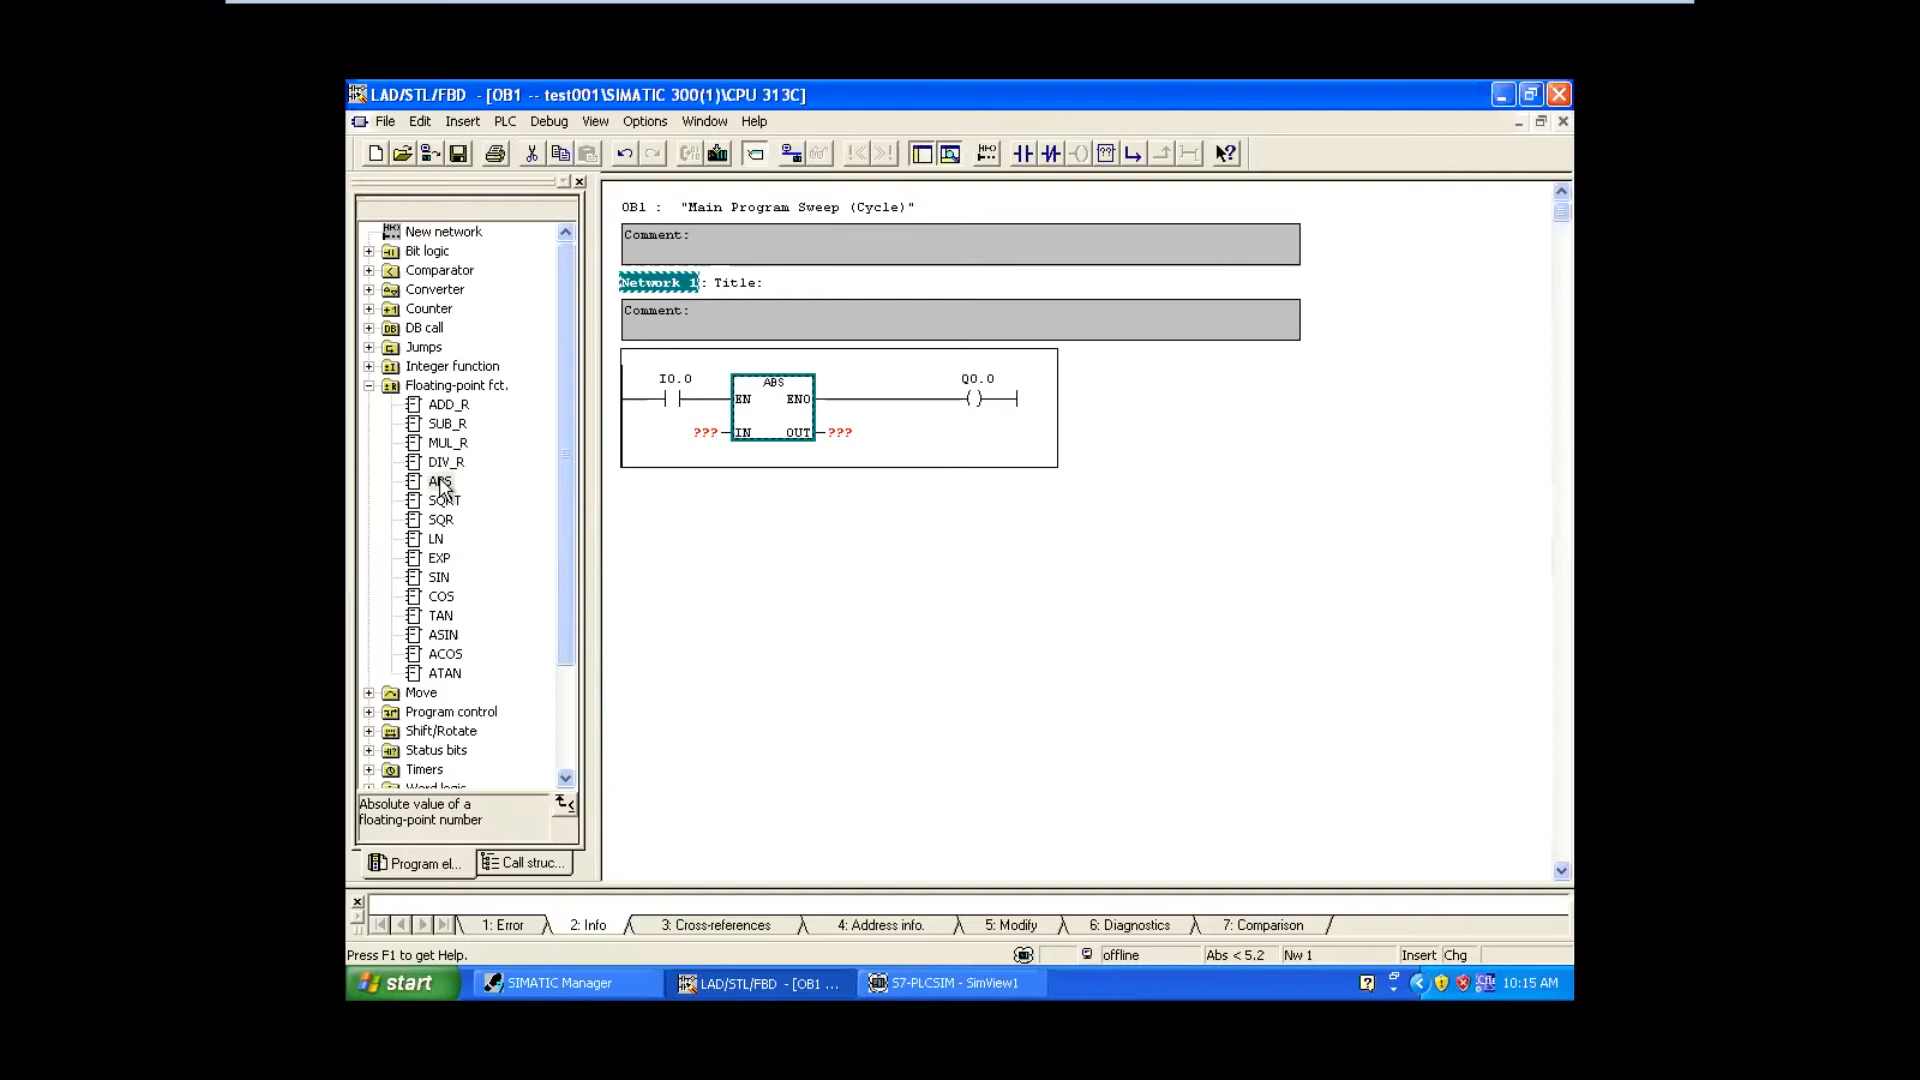 LAD/STL/FBD - [OB1 -- test001\SIMATIC 300(1)\CPU 313C]
File Edit Insert PLC Debug View Options Window Help
New network
Bit logic
Comparator
Converter
Counter
DB call
Jumps
Integer function
Floating-point fct.
ADD_R
SUB_R
MUL_R
DIV_R
ABS
SQRT
SQR
LN
EXP
SIN
COS
TAN
ASIN
ACOS
ATAN
Move
Program control
Shift/Rotate
Status bits
Timers
Word logic
Absolute value of a
floating-point number
Program el...
Call struc...
OB1 : "Main Program Sweep (Cycle)"
Comment:
Network 1: Title:
Comment:
I0.0
ABS
Q0.0
EN ENO
??? IN OUT ???
1: Error
2: Info
3: Cross-references
4: Address info.
5: Modify
6: Diagnostics
7: Comparison
Press F1 to get Help.
offline
Abs < 5.2
Nw 1
Insert
Chg
start
SIMATIC Manager
LAD/STL/FBD - [OB1 ...
S7-PLCSIM - SimView1
10:15 AM